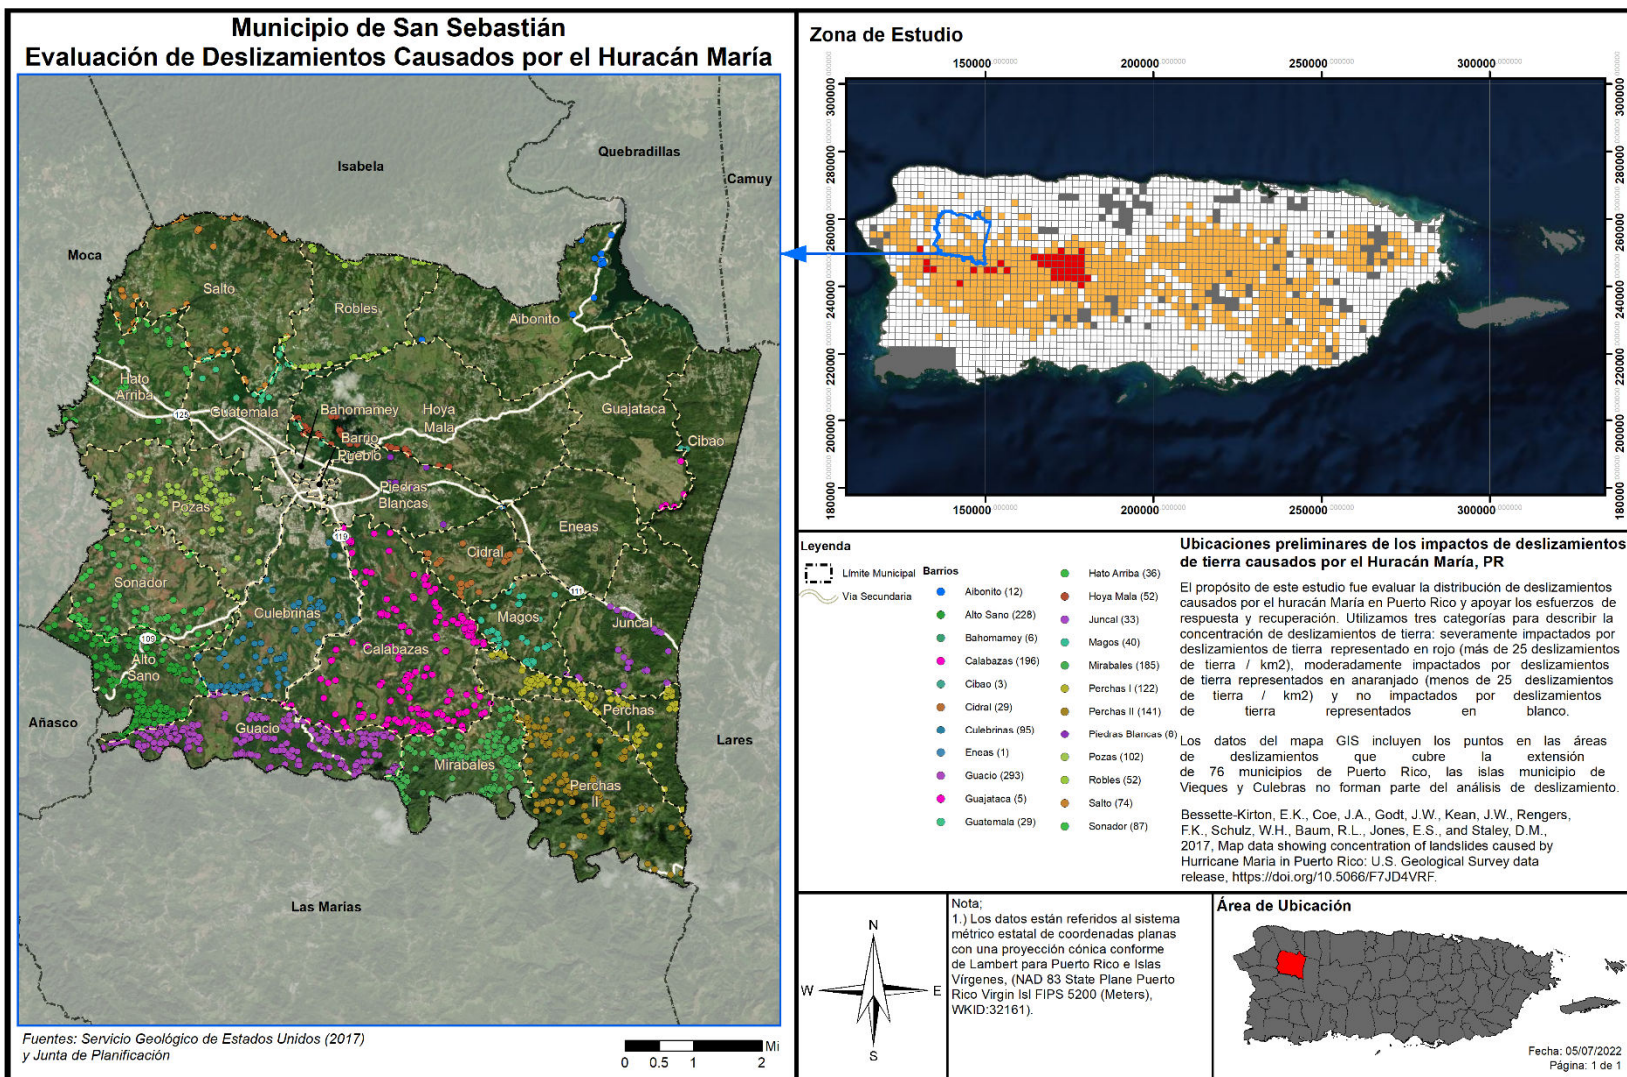 Municipio de San Sebastián
Evaluación de Deslizamientos Causados por el Huracán María
Isabela
Quebradillas
Camuy
Moca
Salto
Robles
Aibonito
Hato
Arriba
Guatemala
Bahomamey
Hoya
Mala
Guajataca
Cibao
Barrio
Pueblo
125
Piedras
Blancas
Pozas
Eneas
119
Cidral
Sonador
Culebrinas
Magos
111
Juncal
109
Calabazas
Alto
Sano
Añasco
Guacio
Perchas
I
Lares
Mirabales
Perchas
II
Las Marias
Fuentes: Servicio Geológico de Estados Unidos (2017)
y Junta de Planificación
Mi
0 0.5 1 2
Zona de Estudio
150000 200000 250000 300000
300000 280000 260000 240000 220000 200000 180000
300000 280000 260000 240000 220000 200000 180000
150000 200000 250000 300000
Leyenda
Límite Municipal
Via Secundaria
Barrios
Aibonito (12)
Alto Sano (228)
Bahomamey (6)
Calabazas (196)
Cibao (3)
Cidral (29)
Culebrinas (95)
Eneas (1)
Guacio (293)
Guajataca (5)
Guatemala (29)
Hato Arriba (36)
Hoya Mala (52)
Juncal (33)
Magos (40)
Mirabales (185)
Perchas I (122)
Perchas II (141)
Piedras Blancas (6)
Pozas (102)
Robles (52)
Salto (74)
Sonador (87)
Ubicaciones preliminares de los impactos de deslizamientos
de tierra causados por el Huracán María, PR
El propósito de este estudio fue evaluar la distribución de deslizamientos
causados por el huracán María en Puerto Rico y apoyar los esfuerzos de
respuesta y recuperación. Utilizamos tres categorías para describir la
concentración de deslizamientos de tierra: severamente impactados por
deslizamientos de tierra representado en rojo (más de 25 deslizamientos
de tierra / km2), moderadamente impactados por deslizamientos
de tierra representados en anaranjado (menos de 25 deslizamientos
de tierra / km2) y no impactados por deslizamientos
de tierra representados en blanco.
Los datos del mapa GIS incluyen los puntos en las áreas
de deslizamientos que cubre la extensión
de 76 municipios de Puerto Rico, las islas municipio de
Vieques y Culebras no forman parte del análisis de deslizamiento.
Bessette-Kirton, E.K., Coe, J.A., Godt, J.W., Kean, J.W., Rengers,
F.K., Schulz, W.H., Baum, R.L., Jones, E.S., and Staley, D.M.,
2017, Map data showing concentration of landslides caused by
Hurricane Maria in Puerto Rico: U.S. Geological Survey data
release, https://doi.org/10.5066/F7JD4VRF.
N
W E
S
Nota;
1.) Los datos están referidos al sistema
métrico estatal de coordenadas planas
con una proyección cónica conforme
de Lambert para Puerto Rico e Islas
Vírgenes, (NAD 83 State Plane Puerto
Rico Virgin Isl FIPS 5200 (Meters),
WKID:32161).
Área de Ubicación
Fecha: 05/07/2022
Página: 1 de 1